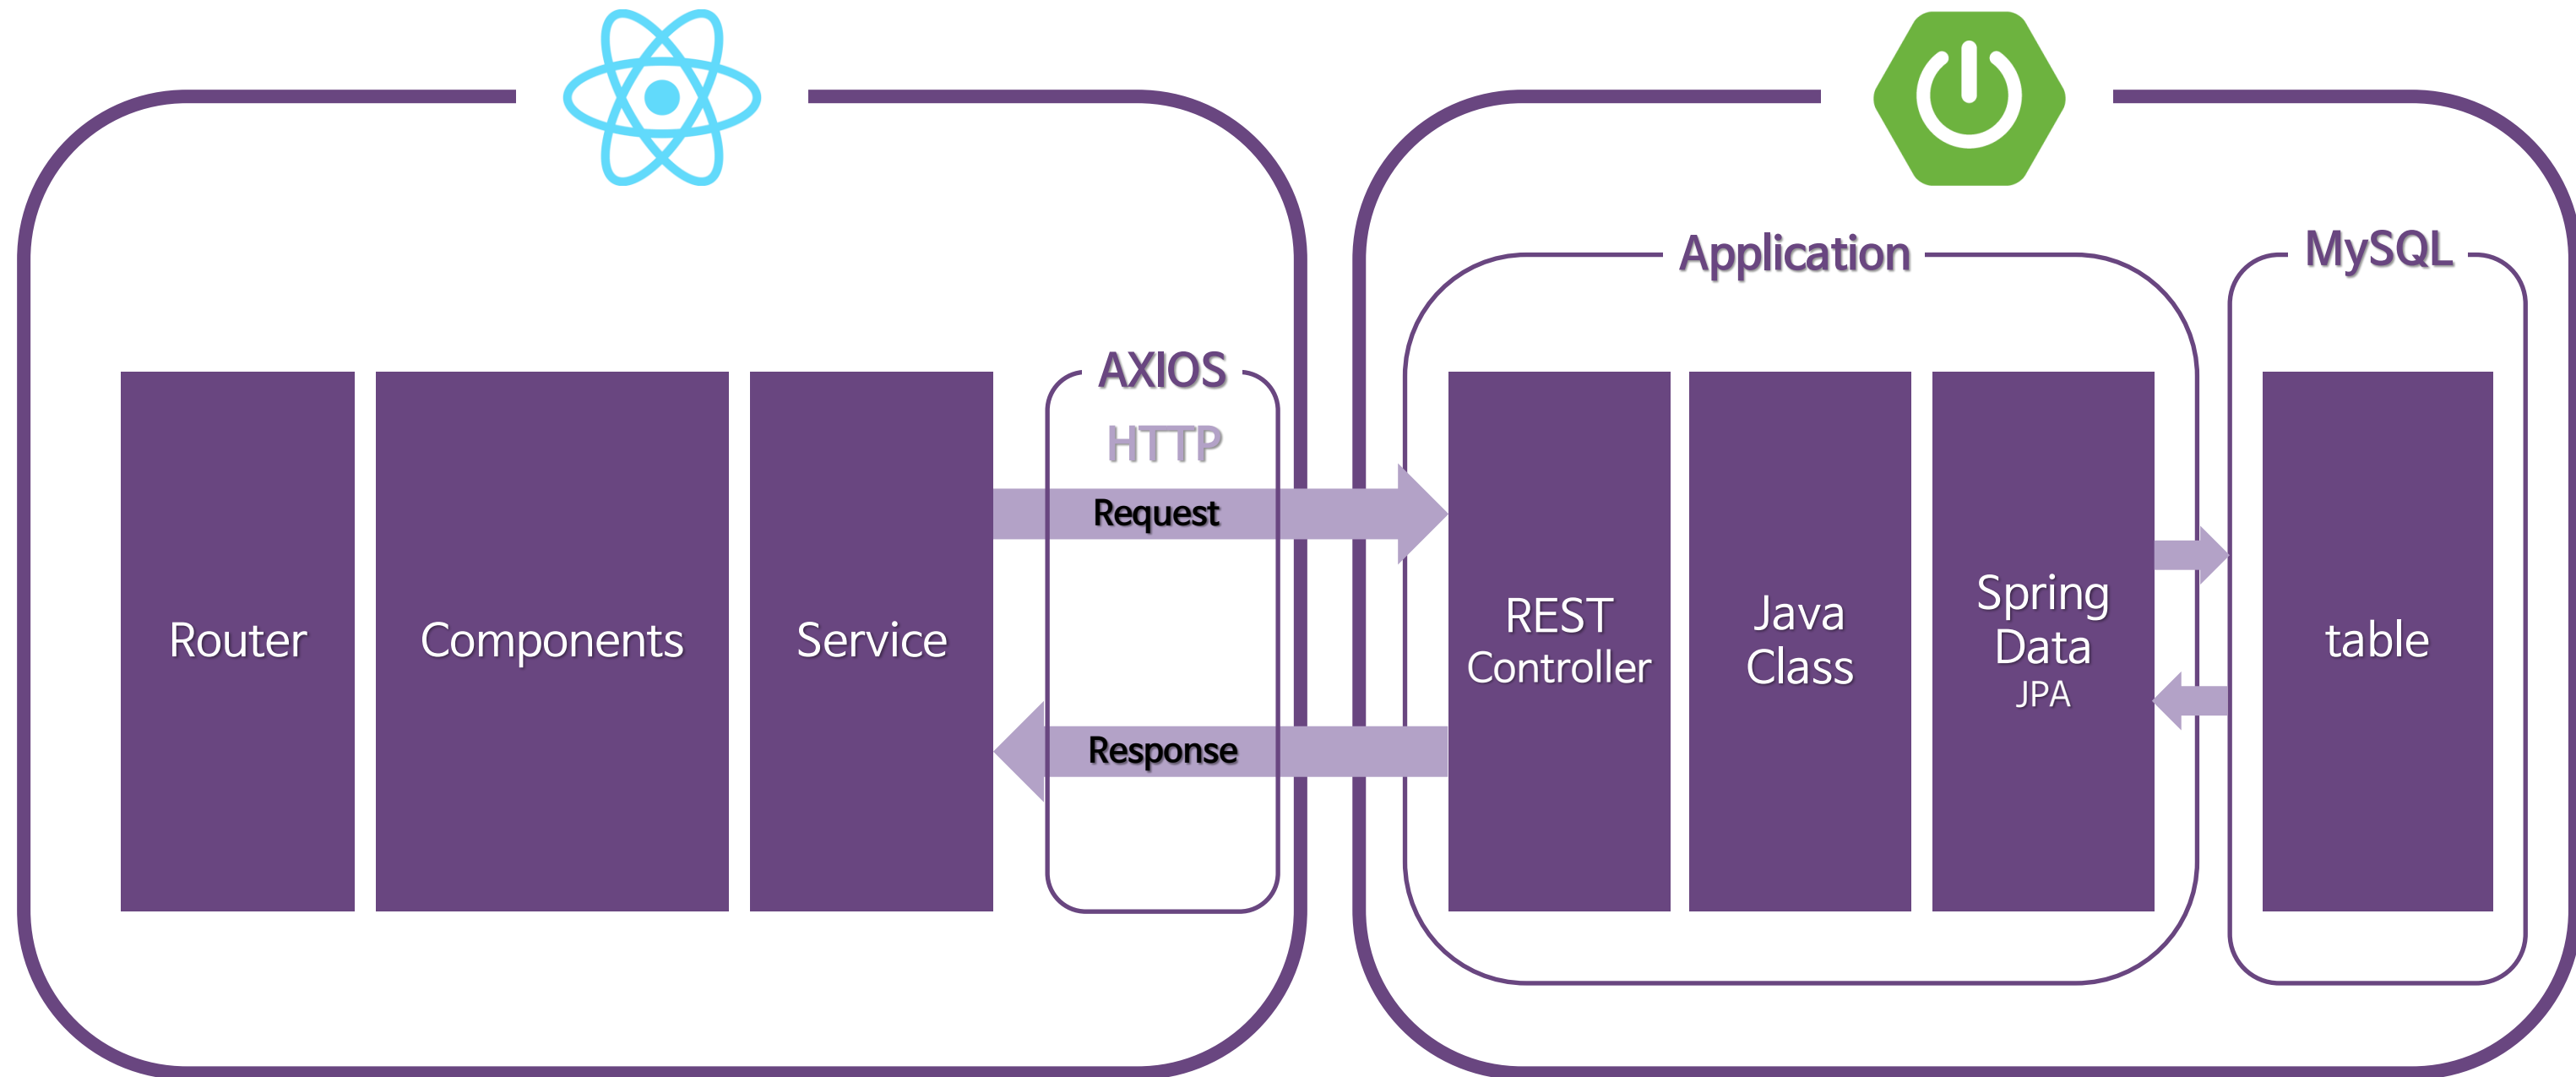 Application
MySQL
AXIOS
HTTP
Request
Response
Router
Components
Service
REST
Controller
Java
Class
Spring
Data
JPA
table